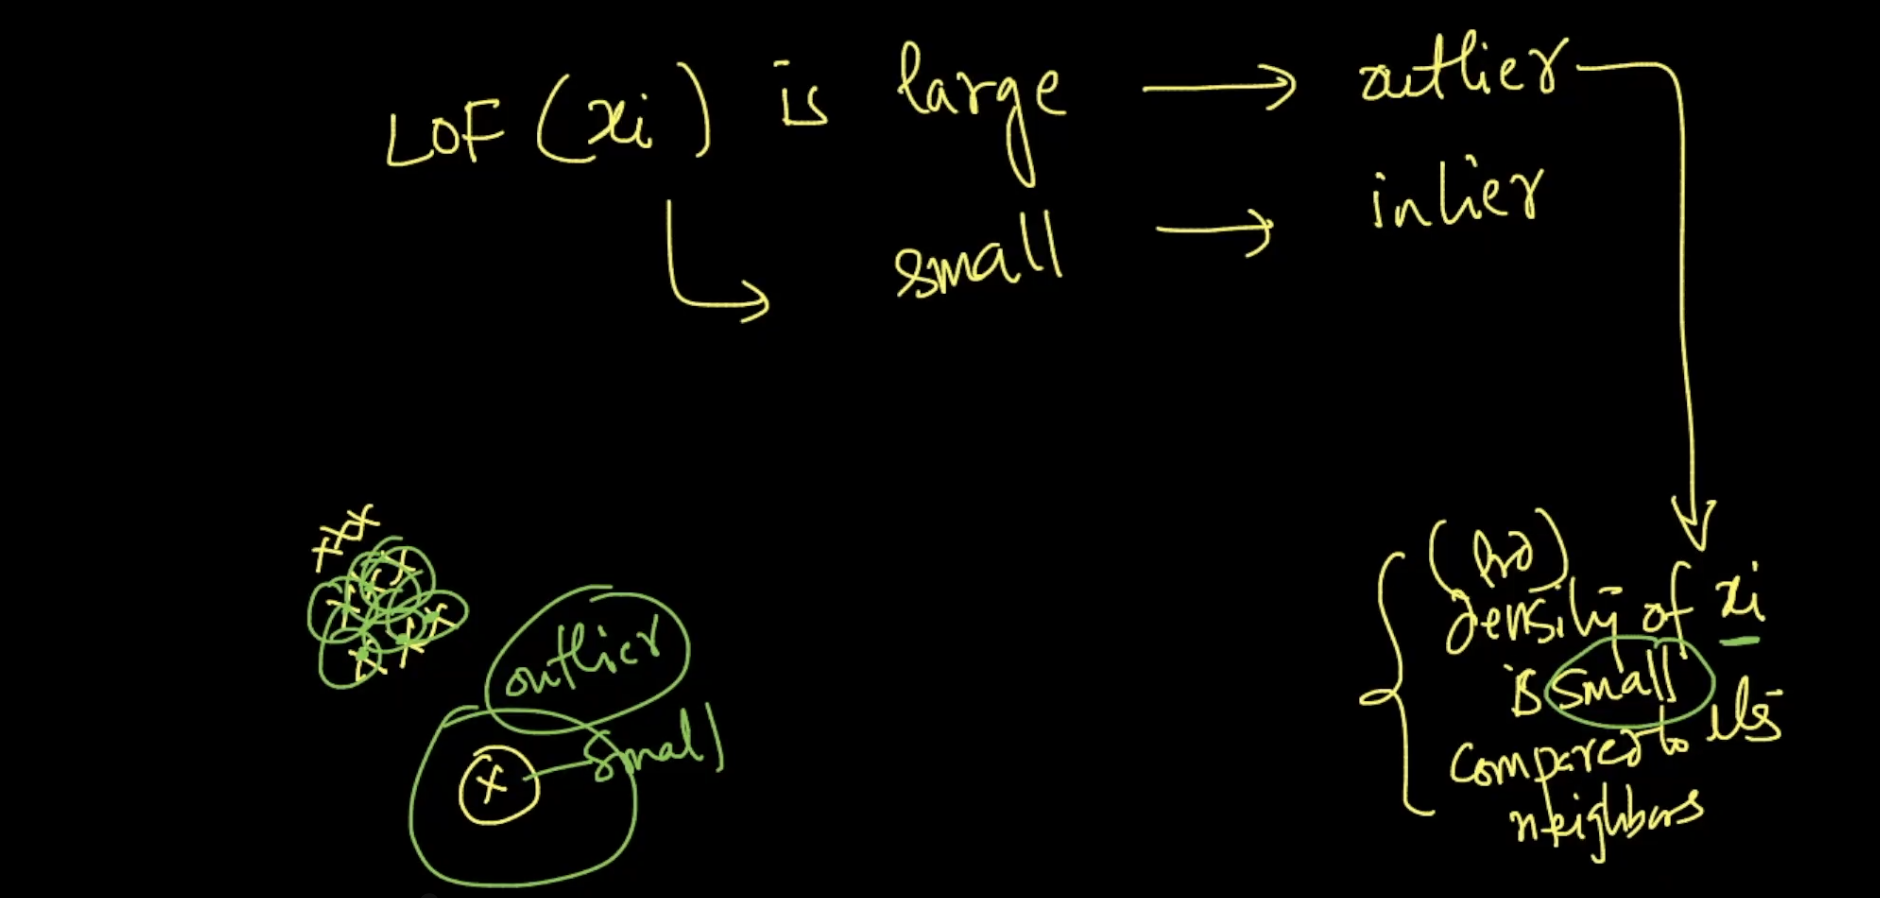 LOF (xi) is large → outlier
small → inlier
outlier
small
(lrd)
density of xi
is small
compared to its
neighbors